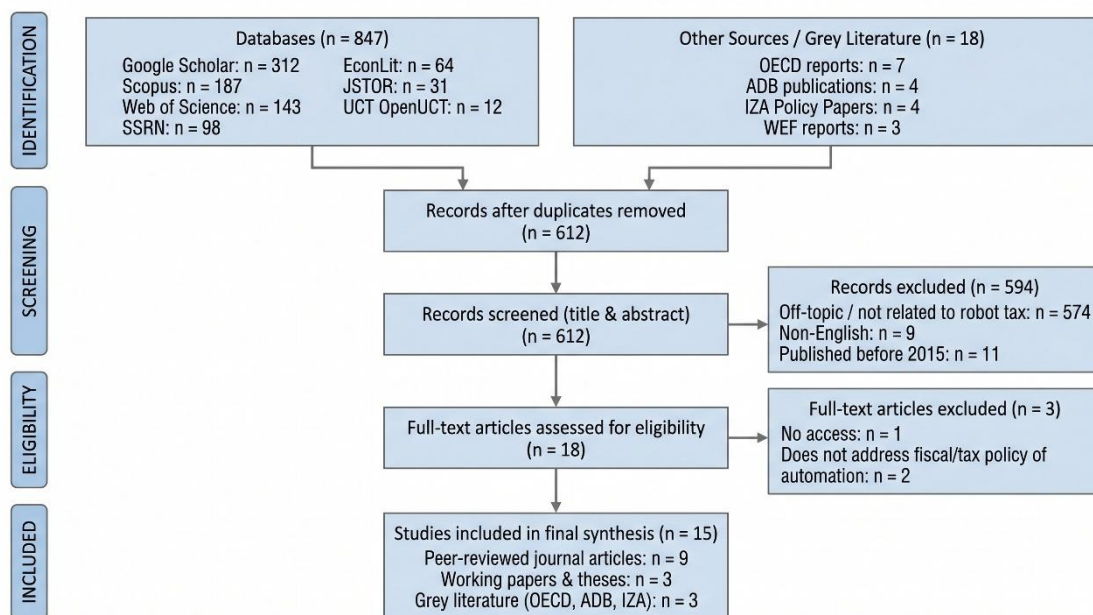 IDENTIFICATION
Databases (n = 847)
Google Scholar: n = 312
Scopus: n = 187
Web of Science: n = 143
SSRN: n = 98
EconLit: n = 64
JSTOR: n = 31
UCT OpenUCT: n = 12
Other Sources / Grey Literature (n = 18)
OECD reports: n = 7
ADB publications: n = 4
IZA Policy Papers: n = 4
WEF reports: n = 3
SCREENING
Records after duplicates removed
(n = 612)
Records screened (title & abstract)
(n = 612)
Records excluded (n = 594)
Off-topic / not related to robot tax: n = 574
Non-English: n = 9
Published before 2015: n = 11
ELIGIBILITY
Full-text articles assessed for eligibility
(n = 18)
Full-text articles excluded (n = 3)
No access: n = 1
Does not address fiscal/tax policy of
automation: n = 2
INCLUDED
Studies included in final synthesis (n = 15)
Peer-reviewed journal articles: n = 9
Working papers & theses: n = 3
Grey literature (OECD, ADB, IZA): n = 3